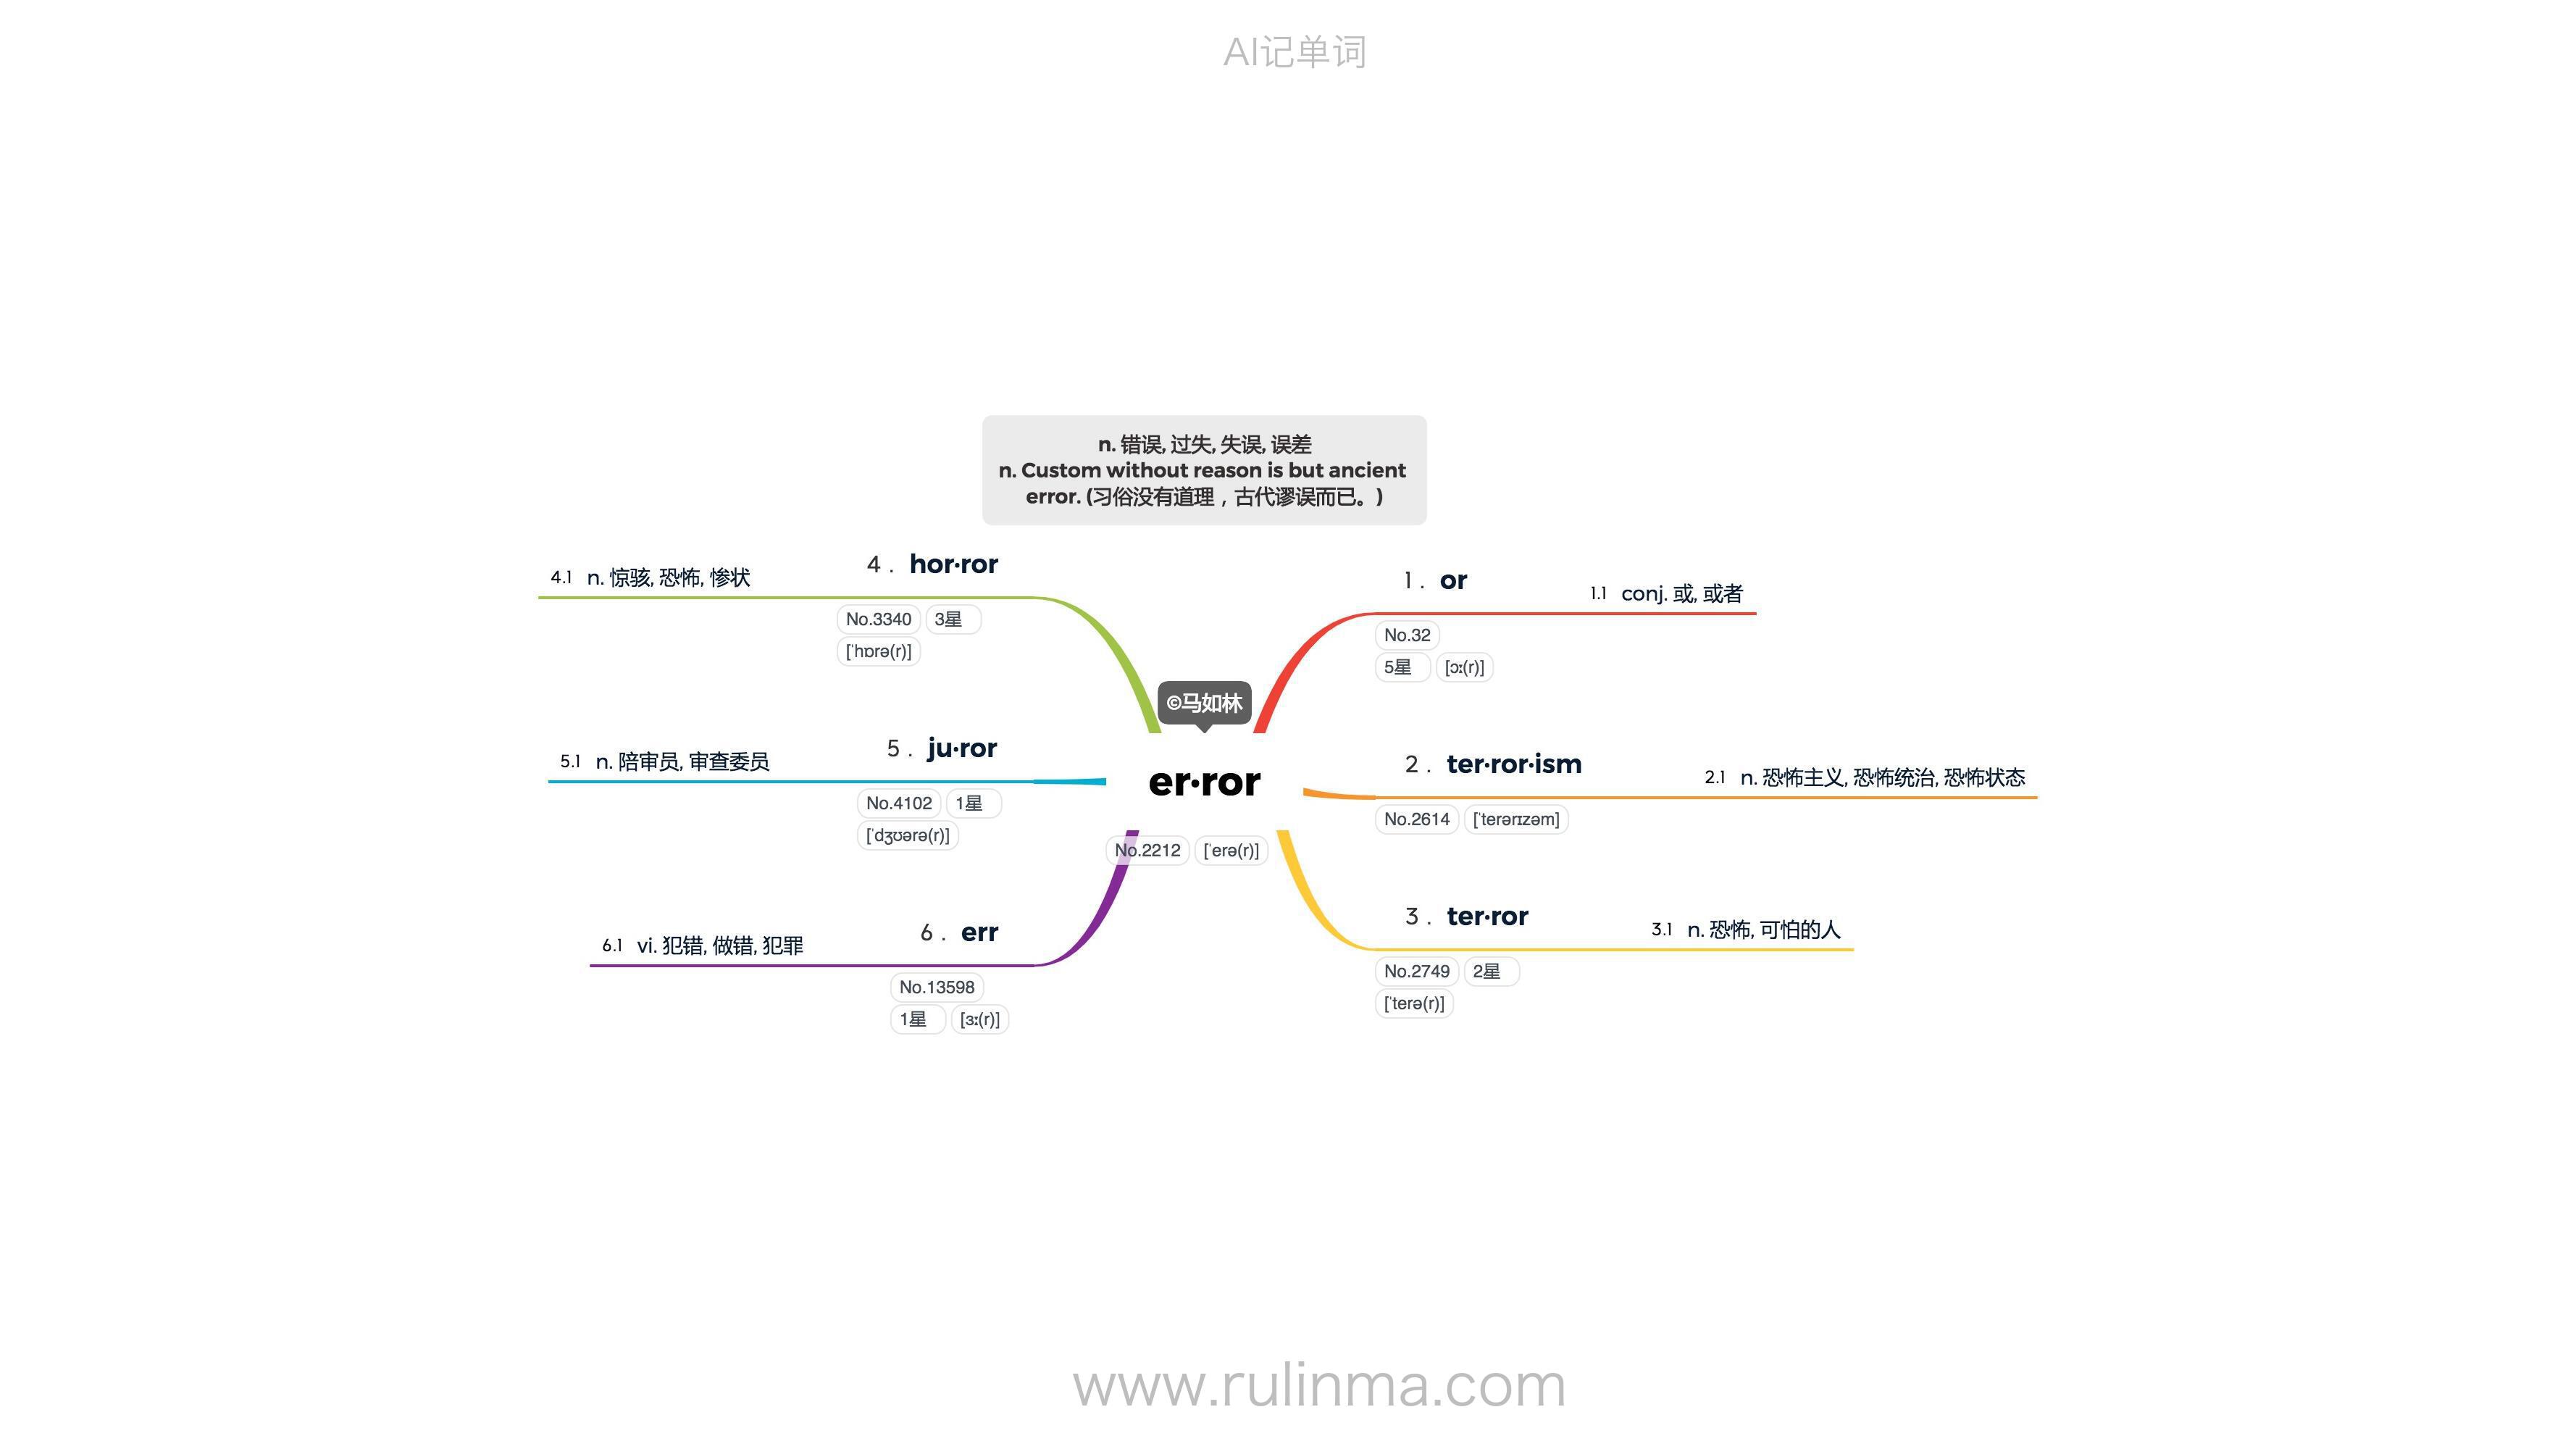 AI记单词
n. 错误, 过失, 失误, 误差
n. Custom without reason is but ancient
error. (习俗没有道理，古代谬误而已。)
©马如林
er·ror
No.2212 [ˈerə(r)]
1 . or
1.1 conj. 或, 或者
No.32
5星 [ɔː(r)]
2 . ter·ror·ism
2.1 n. 恐怖主义, 恐怖统治, 恐怖状态
No.2614 [ˈterərɪzəm]
3 . ter·ror
3.1 n. 恐怖, 可怕的人
No.2749 2星
[ˈterə(r)]
4 . hor·ror
4.1 n. 惊骇, 恐怖, 惨状
No.3340 3星
[ˈhɒrə(r)]
5 . ju·ror
5.1 n. 陪审员, 审查委员
No.4102 1星
[ˈdʒʊərə(r)]
6 . err
6.1 vi. 犯错, 做错, 犯罪
No.13598
1星 [ɜː(r)]
www.rulinma.com